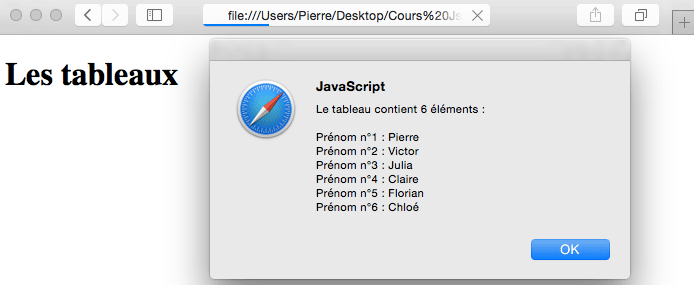 file:///Users/Pierre/Desktop/Cours%20Js
Les tableaux
JavaScript
Le tableau contient 6 éléments :
Prénom n°1 : Pierre
Prénom n°2 : Victor
Prénom n°3 : Julia
Prénom n°4 : Claire
Prénom n°5 : Florian
Prénom n°6 : Chloé
OK